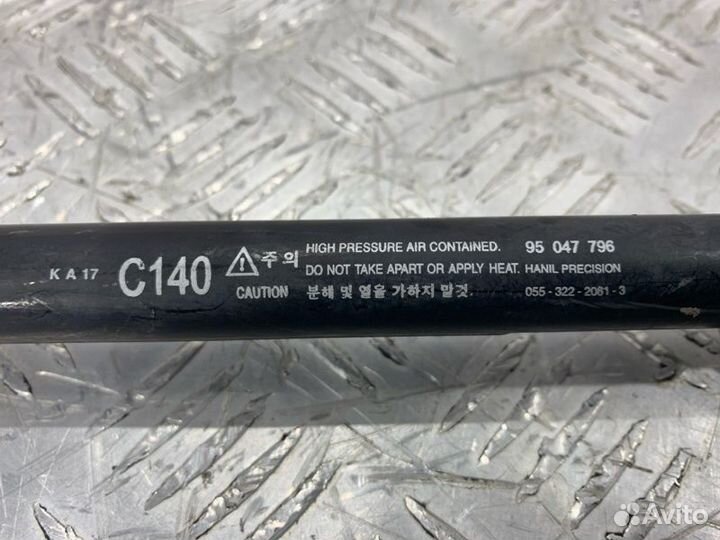 K A 17
C140
주의
CAUTION
HIGH PRESSURE AIR CONTAINED.
DO NOT TAKE APART OR APPLY HEAT.
분해 및 열을 가하지 말것.
95 047 796
HANIL PRECISION
055 - 322 - 2081 - 3
Avito